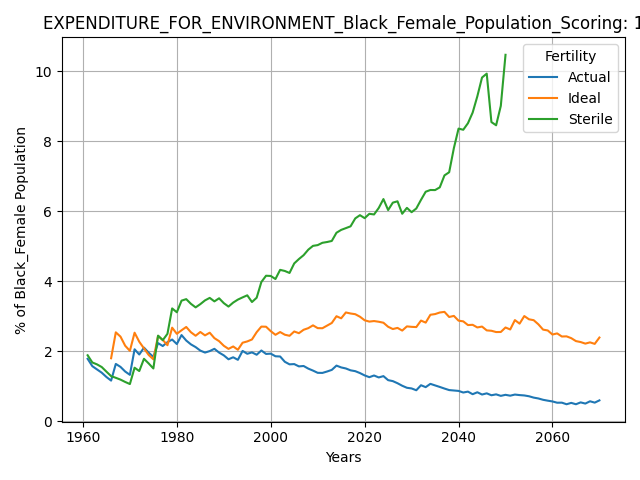 EXPENDITURE_FOR_ENVIRONMENT_Black_Female_Population_Scoring: 1
Fertility
Actual
Ideal
Sterile
% of Black_Female Population
10
8
6
4
2
0
1960 1980 2000 2020 2040 2060
Years